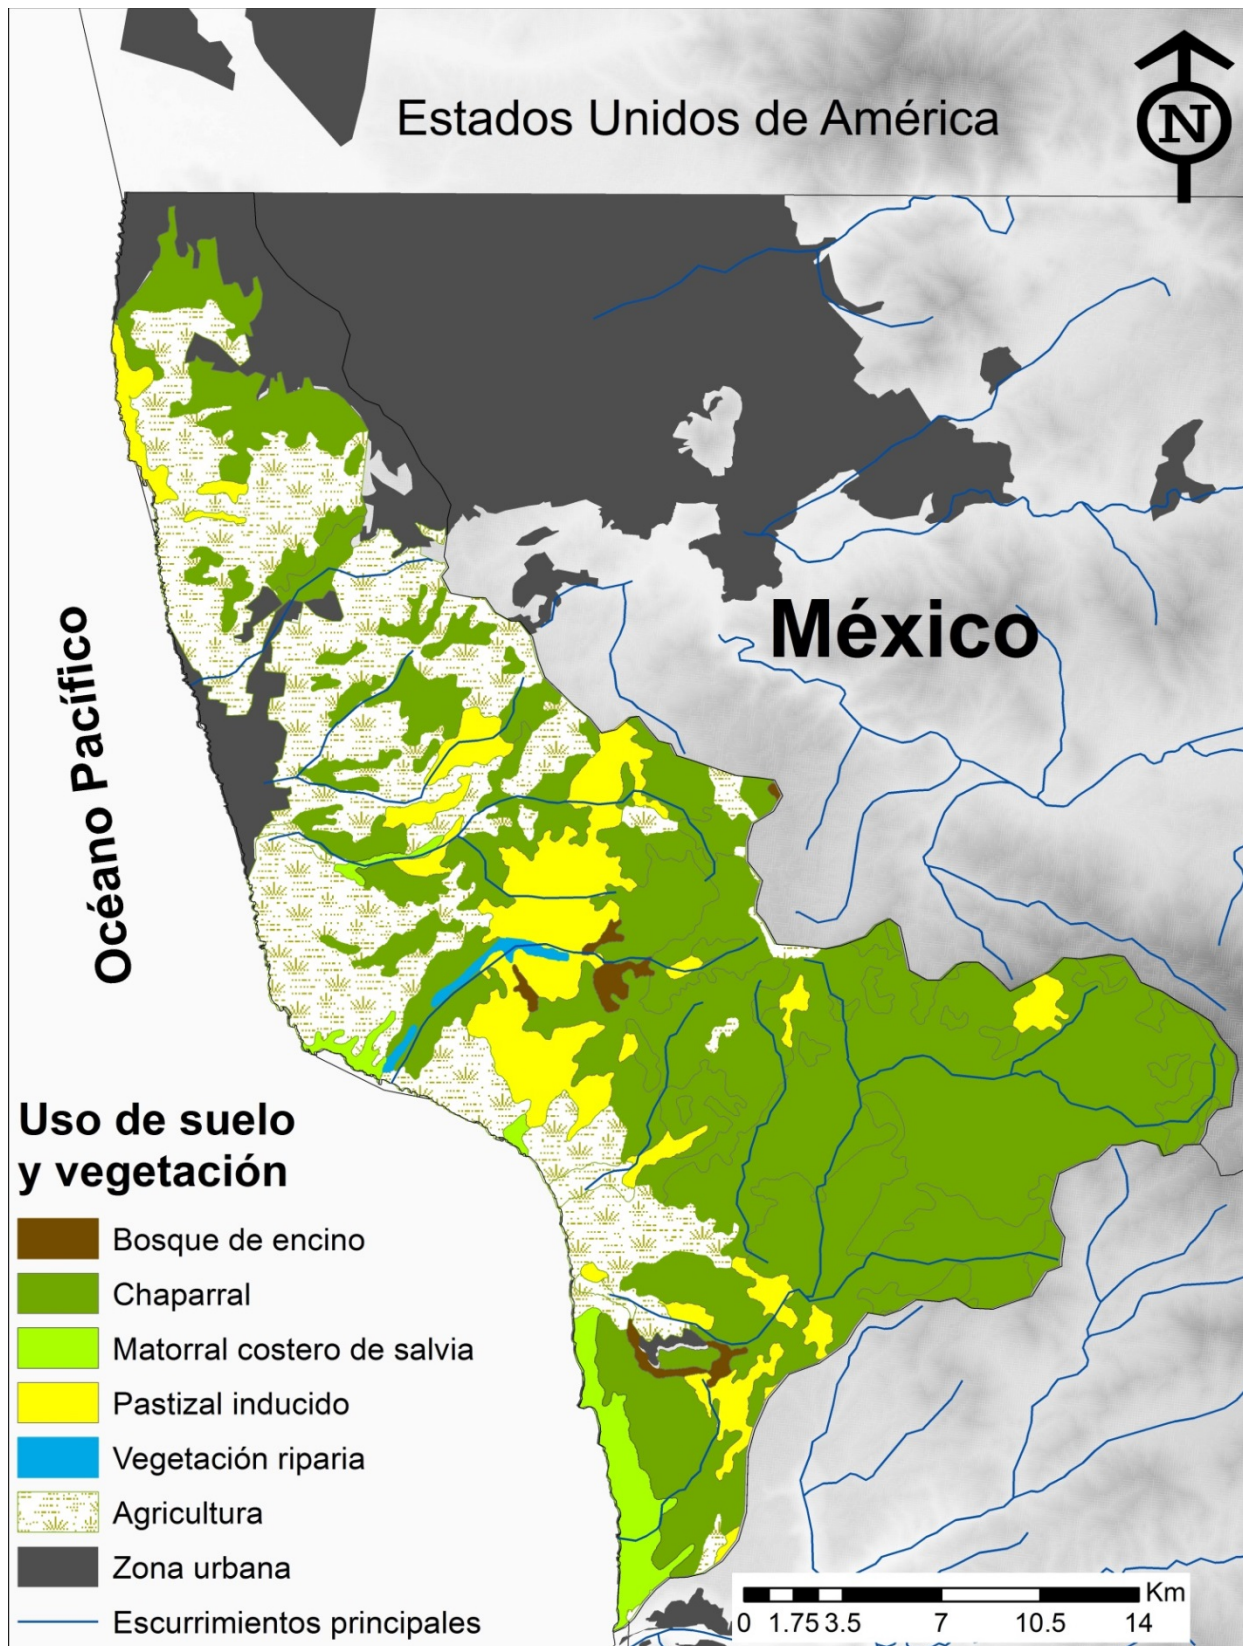 Estados Unidos de América
N
México
Océano Pacífico
Uso de suelo
y vegetación
Bosque de encino
Chaparral
Matorral costero de salvia
Pastizal inducido
Vegetación riparia
Agricultura
Zona urbana
Escurrimientos principales
Km
0 1.75 3.5 7 10.5 14